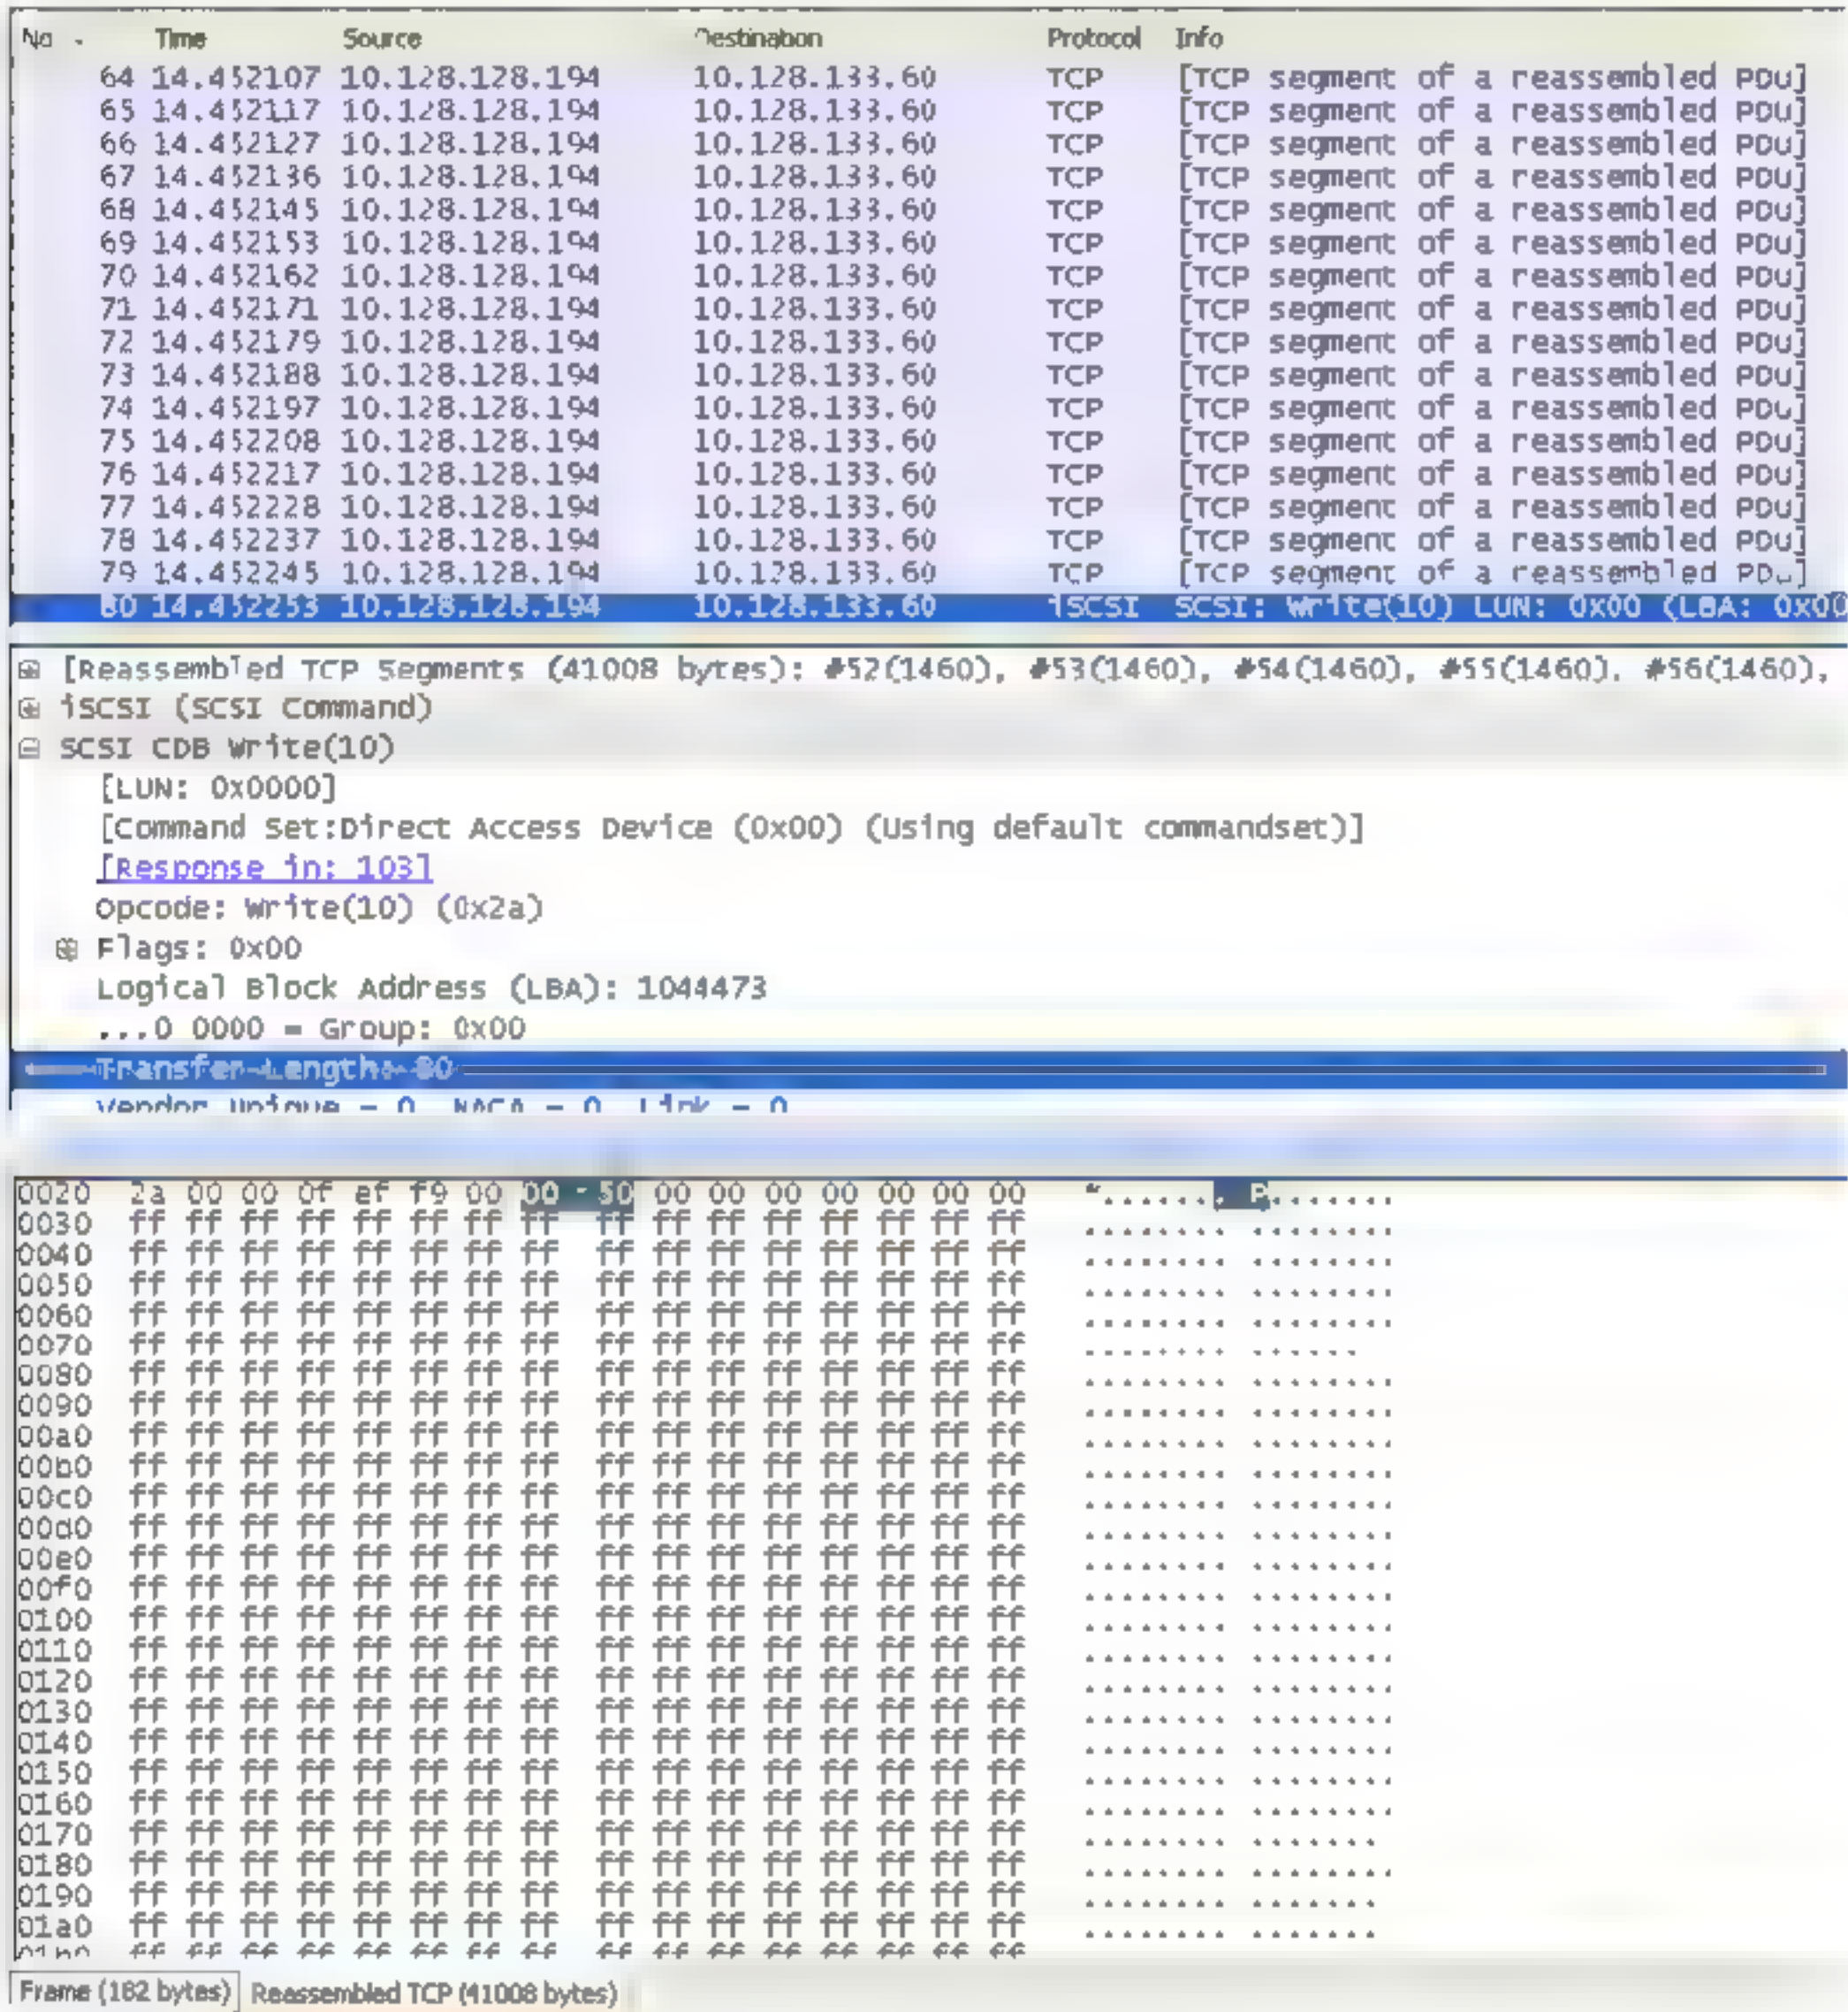 No - Time Source Destination Protocol Info
64 14.452107 10.128.128.194 10.128.133.60 TCP [TCP segment of a reassembled PDU]
65 14.452117 10.128.128.194 10.128.133.60 TCP [TCP segment of a reassembled PDU]
66 14.452127 10.128.128.194 10.128.133.60 TCP [TCP segment of a reassembled PDU]
67 14.452136 10.128.128.194 10.128.133.60 TCP [TCP segment of a reassembled PDU]
68 14.452145 10.128.128.194 10.128.133.60 TCP [TCP segment of a reassembled PDU]
69 14.452153 10.128.128.194 10.128.133.60 TCP [TCP segment of a reassembled PDU]
70 14.452162 10.128.128.194 10.128.133.60 TCP [TCP segment of a reassembled PDU]
71 14.452171 10.128.128.194 10.128.133.60 TCP [TCP segment of a reassembled PDU]
72 14.452179 10.128.128.194 10.128.133.60 TCP [TCP segment of a reassembled PDU]
73 14.452188 10.128.128.194 10.128.133.60 TCP [TCP segment of a reassembled PDU]
74 14.452197 10.128.128.194 10.128.133.60 TCP [TCP segment of a reassembled PDU]
75 14.452208 10.128.128.194 10.128.133.60 TCP [TCP segment of a reassembled PDU]
76 14.452217 10.128.128.194 10.128.133.60 TCP [TCP segment of a reassembled PDU]
77 14.452228 10.128.128.194 10.128.133.60 TCP [TCP segment of a reassembled PDU]
78 14.452237 10.128.128.194 10.128.133.60 TCP [TCP segment of a reassembled PDU]
79 14.452245 10.128.128.194 10.128.133.60 TCP [TCP segment of a reassembled PDU]
80 14.452253 10.128.128.194 10.128.133.60 iSCSI SCSI: Write(10) LUN: 0x00 (LBA: 0x00
[Reassembled TCP Segments (41008 bytes): #52(1460), #53(1460), #54(1460), #55(1460), #56(1460),
iSCSI (SCSI Command)
SCSI CDB Write(10)
[LUN: 0x0000]
[Command Set:Direct Access Device (0x00) (Using default commandset)]
[Response in: 103]
Opcode: Write(10) (0x2a)
Flags: 0x00
Logical Block Address (LBA): 1044473
...0 0000 = Group: 0x00
Transfer Length: 80
Vendor Unique = 0, NACA = 0, Link = 0
0020 2a 00 00 0f ef f9 00 00 - 50 00 00 00 00 00 00 00 *....... P.......
0030 ff ff ff ff ff ff ff ff ff ff ff ff ff ff ff ff ........ ........
0040 ff ff ff ff ff ff ff ff ff ff ff ff ff ff ff ff ........ ........
0050 ff ff ff ff ff ff ff ff ff ff ff ff ff ff ff ff ........ ........
0060 ff ff ff ff ff ff ff ff ff ff ff ff ff ff ff ff ........ ........
0070 ff ff ff ff ff ff ff ff ff ff ff ff ff ff ff ff ........ ........
0080 ff ff ff ff ff ff ff ff ff ff ff ff ff ff ff ff ........ ........
0090 ff ff ff ff ff ff ff ff ff ff ff ff ff ff ff ff ........ ........
00a0 ff ff ff ff ff ff ff ff ff ff ff ff ff ff ff ff ........ ........
00b0 ff ff ff ff ff ff ff ff ff ff ff ff ff ff ff ff ........ ........
00c0 ff ff ff ff ff ff ff ff ff ff ff ff ff ff ff ff ........ ........
00d0 ff ff ff ff ff ff ff ff ff ff ff ff ff ff ff ff ........ ........
00e0 ff ff ff ff ff ff ff ff ff ff ff ff ff ff ff ff ........ ........
00f0 ff ff ff ff ff ff ff ff ff ff ff ff ff ff ff ff ........ ........
0100 ff ff ff ff ff ff ff ff ff ff ff ff ff ff ff ff ........ ........
0110 ff ff ff ff ff ff ff ff ff ff ff ff ff ff ff ff ........ ........
0120 ff ff ff ff ff ff ff ff ff ff ff ff ff ff ff ff ........ ........
0130 ff ff ff ff ff ff ff ff ff ff ff ff ff ff ff ff ........ ........
0140 ff ff ff ff ff ff ff ff ff ff ff ff ff ff ff ff ........ ........
0150 ff ff ff ff ff ff ff ff ff ff ff ff ff ff ff ff ........ ........
0160 ff ff ff ff ff ff ff ff ff ff ff ff ff ff ff ff ........ ........
0170 ff ff ff ff ff ff ff ff ff ff ff ff ff ff ff ff ........ ........
0180 ff ff ff ff ff ff ff ff ff ff ff ff ff ff ff ff ........ ........
0190 ff ff ff ff ff ff ff ff ff ff ff ff ff ff ff ff ........ ........
01a0 ff ff ff ff ff ff ff ff ff ff ff ff ff ff ff ff ........ ........
01b0 ff ff ff ff ff ff ff ff ff ff ff ff ff ff ff ff
Frame (182 bytes) Reassembled TCP (41008 bytes)